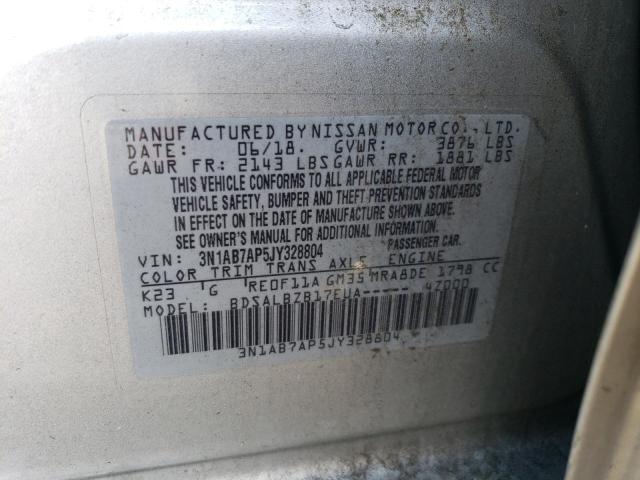 MANUFACTURED BY NISSAN MOTOR CO., LTD.
DATE: 06/18. GVWR: 3876 LBS
GAWR FR: 2143 LBS GAWR RR: 1881 LBS
THIS VEHICLE CONFORMS TO ALL APPLICABLE FEDERAL MOTOR
VEHICLE SAFETY, BUMPER AND THEFT PREVENTION STANDARDS
IN EFFECT ON THE DATE OF MANUFACTURE SHOWN ABOVE.
SEE OWNER'S MANUAL FOR ADDITIONAL INFORMATION.
VIN: 3N1AB7AP5JY328804 PASSENGER CAR.
COLOR TRIM TRANS AXLE ENGINE
K23 G RE0F11A GM35 MRA8DE 1798 CC
MODEL: BDSALBZB17EUA----- 4Z000
3N1AB7AP5JY328804